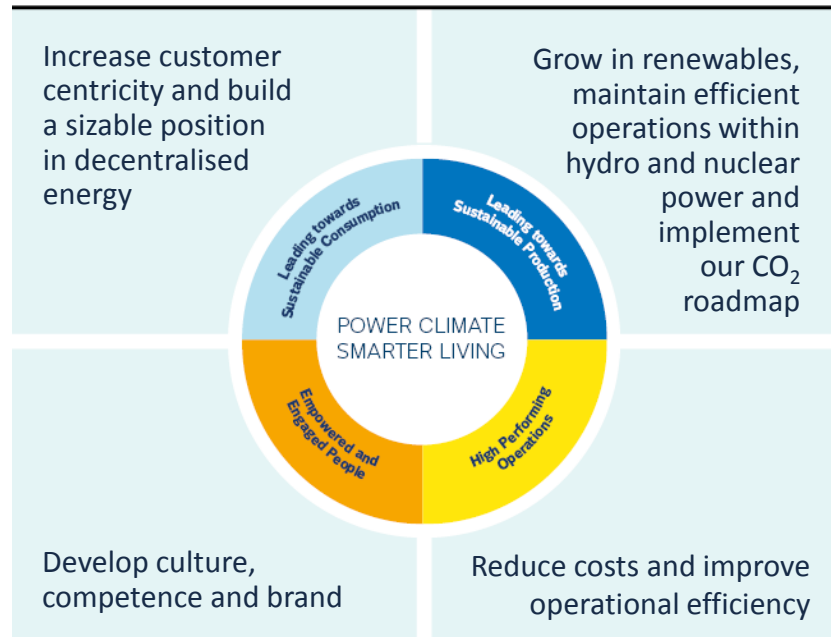 Increase customer
centricity and build
a sizable position
in decentralised
energy
Grow in renewables,
maintain efficient
operations within
hydro and nuclear
power and
implement
our CO₂
roadmap
Leading towards
Sustainable Consumption
Leading towards
Sustainable Production
POWER CLIMATE
SMARTER LIVING
Empowered and
Engaged People
High Performing
Operations
Develop culture,
competence and brand
Reduce costs and improve
operational efficiency